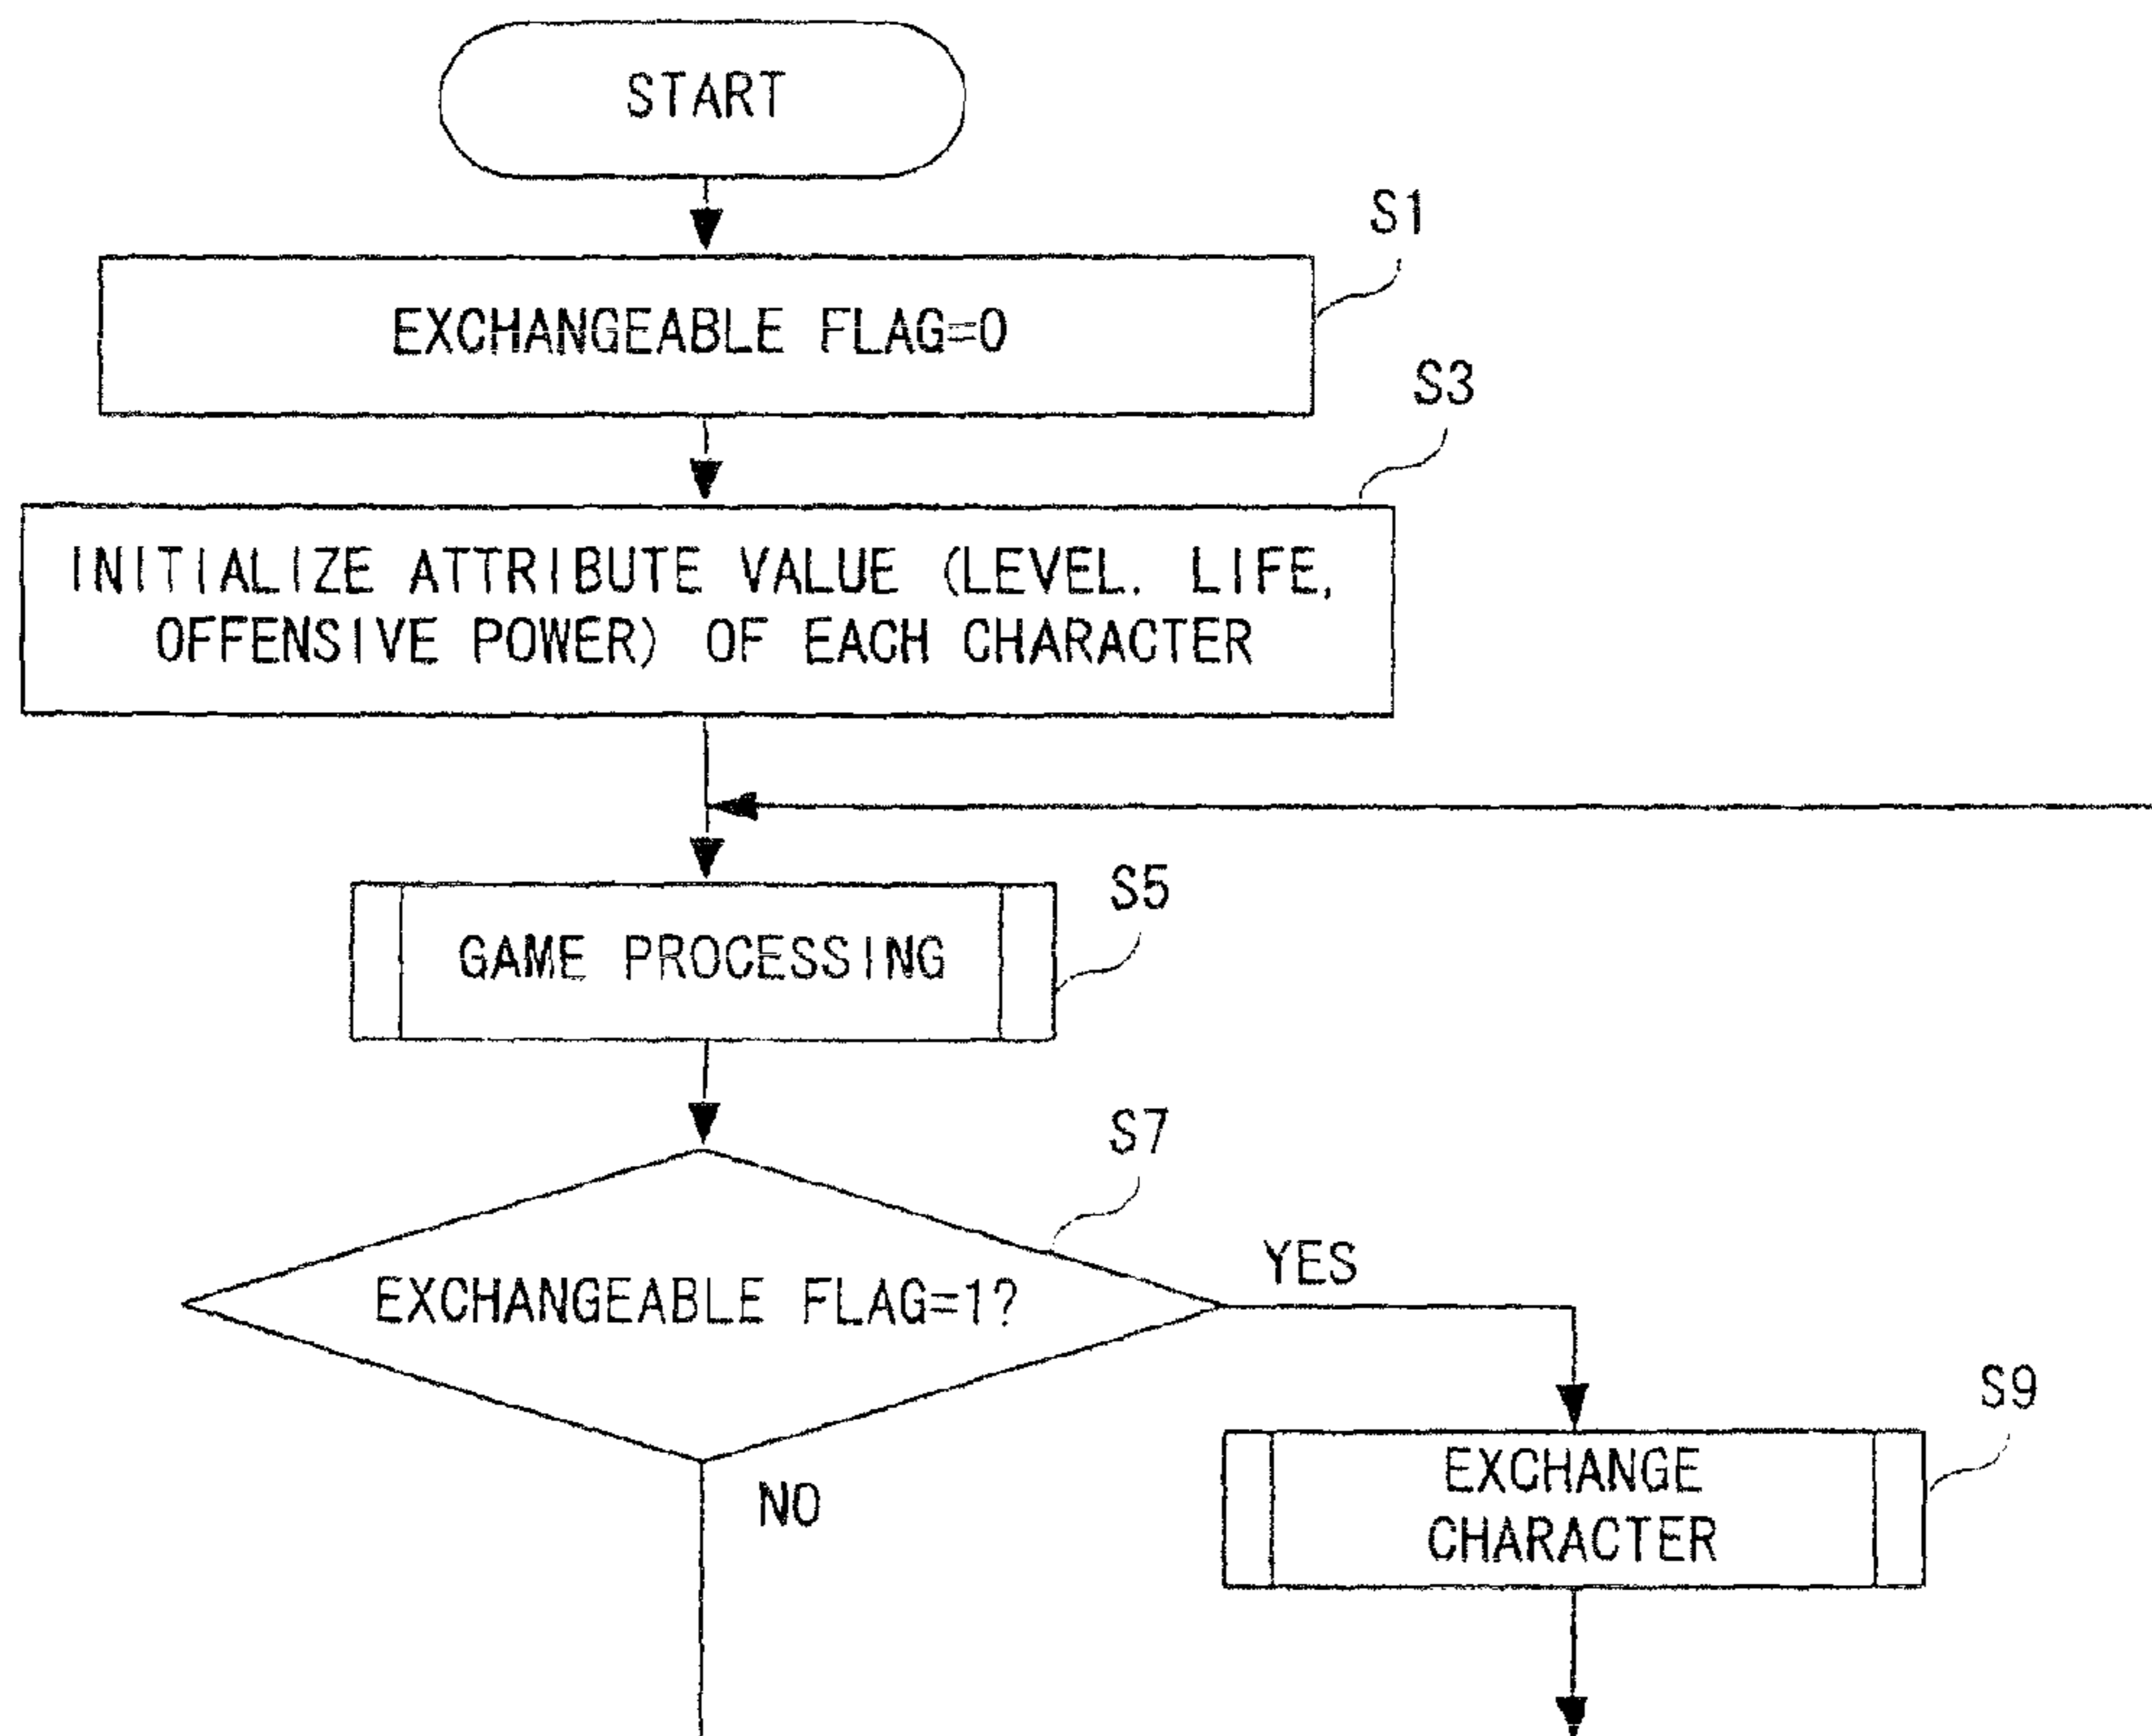 START
S1
EXCHANGEABLE FLAG=0
S3
INITIALIZE ATTRIBUTE VALUE (LEVEL. LIFE,
OFFENSIVE POWER) OF EACH CHARACTER
S5
GAME PROCESSING
S7
EXCHANGEABLE FLAG=1?
YES
S9
EXCHANGE
CHARACTER
NO